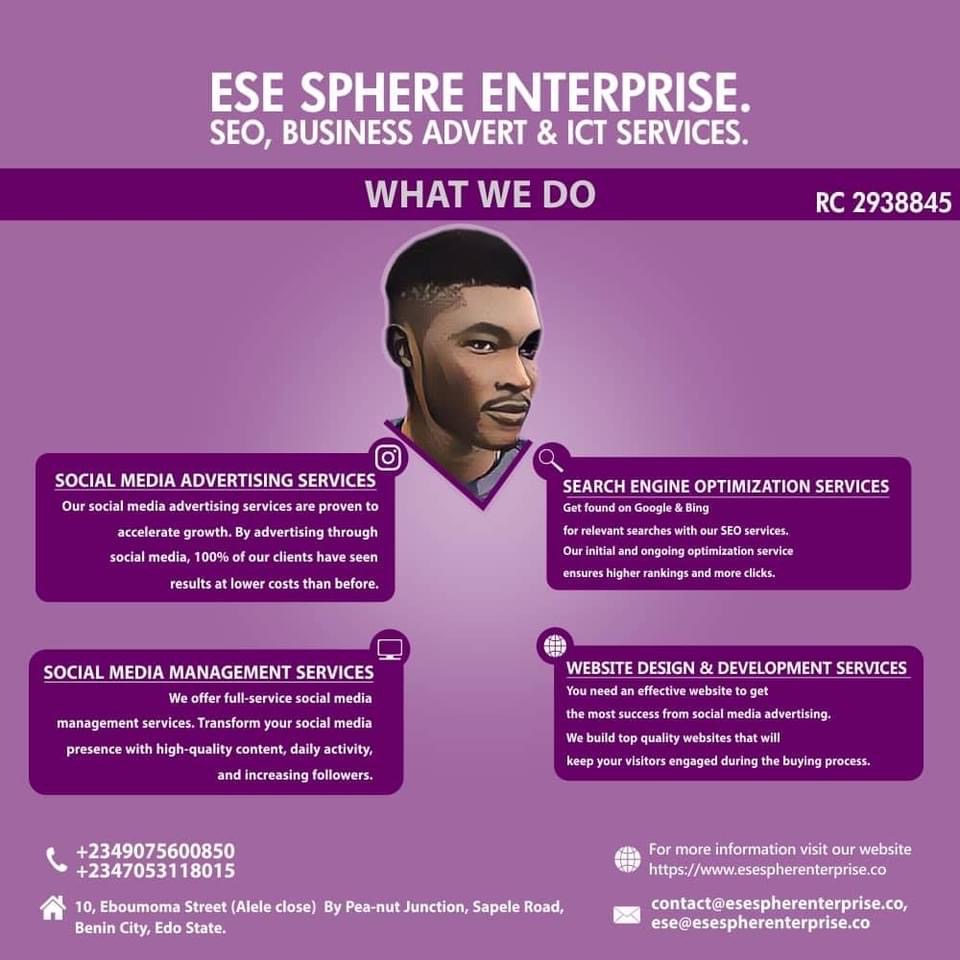 ESE SPHERE ENTERPRISE.
SEO, BUSINESS ADVERT & ICT SERVICES.
WHAT WE DO
RC 2938845
SOCIAL MEDIA ADVERTISING SERVICES
Our social media advertising services are proven to
accelerate growth. By advertising through
social media, 100% of our clients have seen
results at lower costs than before.
SEARCH ENGINE OPTIMIZATION SERVICES
Get found on Google & Bing
for relevant searches with our SEO services.
Our initial and ongoing optimization service
ensures higher rankings and more clicks.
SOCIAL MEDIA MANAGEMENT SERVICES
We offer full-service social media
management services. Transform your social media
presence with high-quality content, daily activity,
and increasing followers.
WEBSITE DESIGN & DEVELOPMENT SERVICES
You need an effective website to get
the most success from social media advertising.
We build top quality websites that will
keep your visitors engaged during the buying process.
+2349075600850
+2347053118015
10, Eboumoma Street (Alele close) By Pea-nut Junction, Sapele Road,
Benin City, Edo State.
For more information visit our website
https://www.esespherenterprise.co
contact@esespherenterprise.co,
ese@esespherenterprise.co